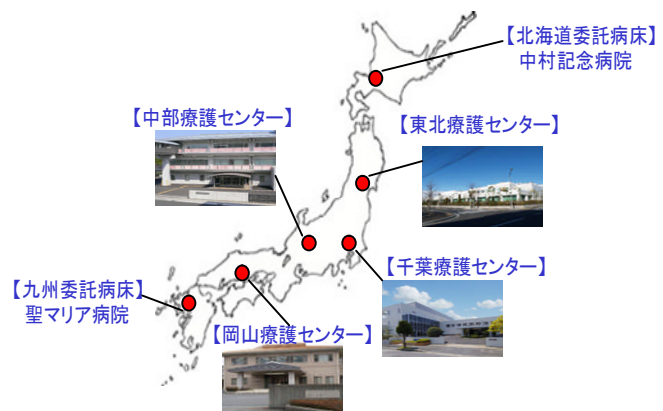 【北海道委託病床】
中村記念病院
【中部療護センター】
【東北療護センター】
【千葉療護センター】
【九州委託病床】
聖マリア病院
【岡山療護センター】